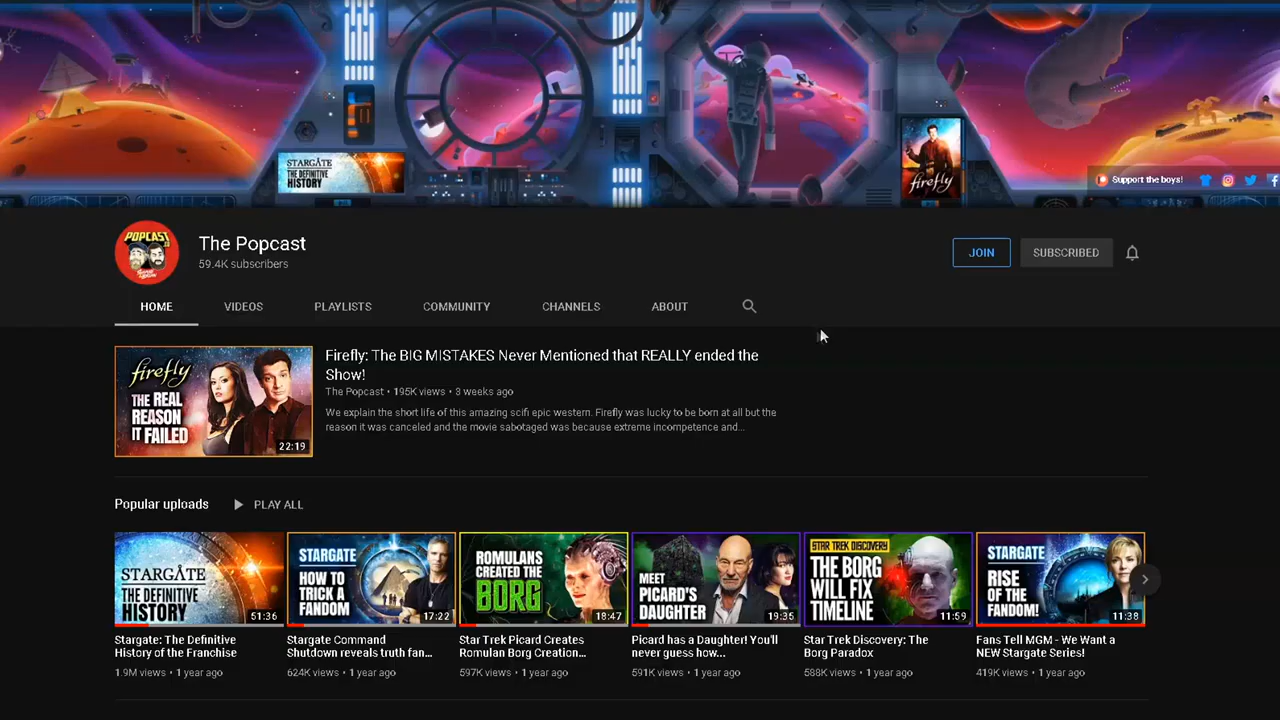 STARGATE
THE DEFINITIVE
HISTORY
firefly
Support the boys!
POPCAST
The Popcast
59.4K subscribers
JOIN
SUBSCRIBED
HOME
VIDEOS
PLAYLISTS
COMMUNITY
CHANNELS
ABOUT
firefly
THE REAL
REASON
IT FAILED
22:19
Firefly: The BIG MISTAKES Never Mentioned that REALLY ended the
Show!
The Popcast • 195K views • 3 weeks ago
We explain the short life of this amazing scifi epic western. Firefly was lucky to be born at all but the
reason it was canceled and the movie sabotaged was because extreme incompetence and...
Popular uploads
PLAY ALL
STARGATE
THE DEFINITIVE
HISTORY
51:36
Stargate: The Definitive
History of the Franchise
1.9M views • 1 year ago
STARGATE
HOW TO
TRICK A
FANDOM
17:22
Stargate Command
Shutdown reveals truth fan...
624K views • 1 year ago
ROMULANS
CREATED THE
BORG
18:47
Star Trek Picard Creates
Romulan Borg Creation...
597K views • 1 year ago
MEET
PICARD'S
DAUGHTER
19:35
Picard has a Daughter! You'll
never guess how...
591K views • 1 year ago
STAR TREK DISCOVERY:
THE
BORG
WILL FIX
TIMELINE
11:59
Star Trek Discovery: The
Borg Paradox
588K views • 1 year ago
STARGATE
RISE
OF THE
FANDOM!
11:38
Fans Tell MGM - We Want a
NEW Stargate Series!
419K views • 1 year ago